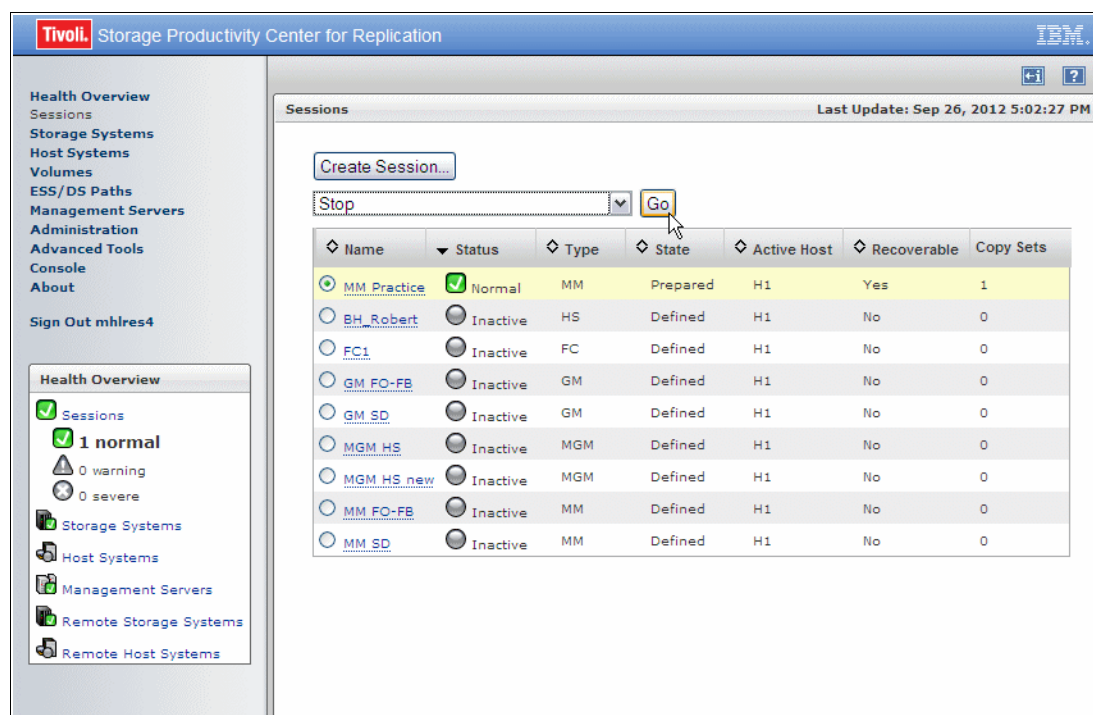 Tivoli. Storage Productivity Center for Replication IBM.
Health Overview
Sessions
Storage Systems
Host Systems
Volumes
ESS/DS Paths
Management Servers
Administration
Advanced Tools
Console
About
Sign Out mhlres4
Health Overview
Sessions
1 normal
0 warning
0 severe
Storage Systems
Host Systems
Management Servers
Remote Storage Systems
Remote Host Systems
i ?
Sessions Last Update: Sep 26, 2012 5:02:27 PM
Create Session...
Stop Go
Name Status Type State Active Host Recoverable Copy Sets
MM Practice Normal MM Prepared H1 Yes 1
BH_Robert Inactive HS Defined H1 No 0
FC1 Inactive FC Defined H1 No 0
GM FO-FB Inactive GM Defined H1 No 0
GM SD Inactive GM Defined H1 No 0
MGM HS Inactive MGM Defined H1 No 0
MGM HS new Inactive MGM Defined H1 No 0
MM FO-FB Inactive MM Defined H1 No 0
MM SD Inactive MM Defined H1 No 0